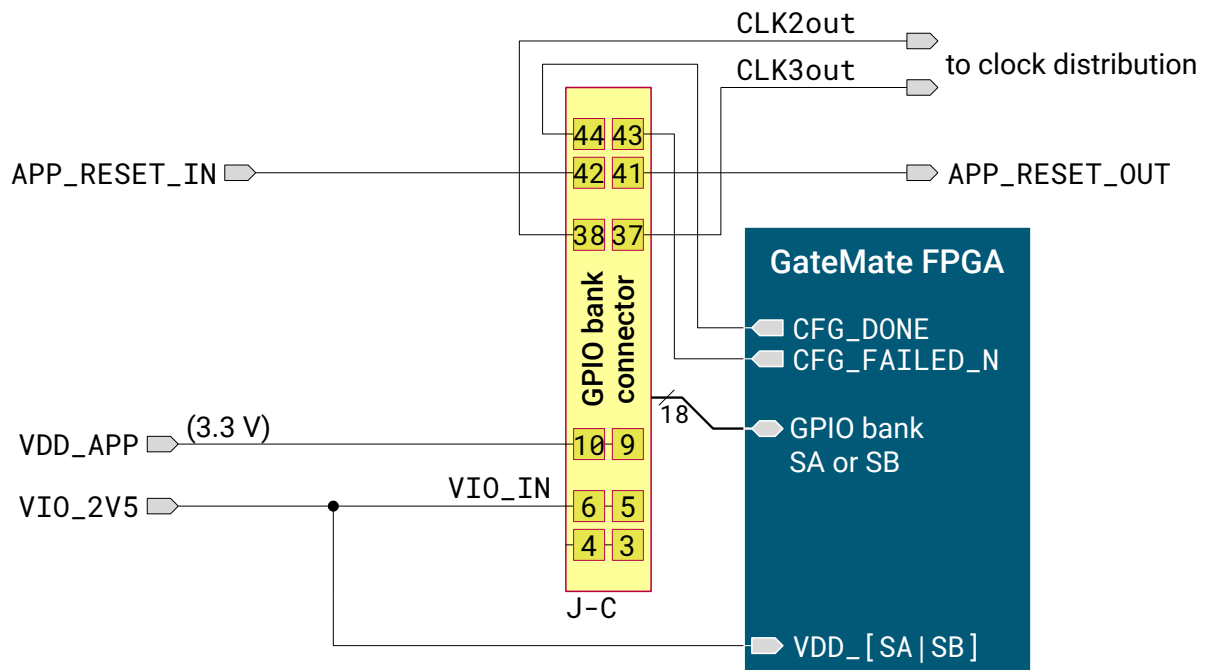 CLK2out
to clock distribution
CLK3out
44 43
APP_RESET_IN
42 41
APP_RESET_OUT
38 37
GateMate FPGA
GPIO bank
connector
CFG_DONE
CFG_FAILED_N
18
GPIO bank
SA or SB
(3.3 V)
VDD_APP
10 9
VIO_IN
VIO_2V5
6 5
4 3
J-C
VDD_[SA|SB]